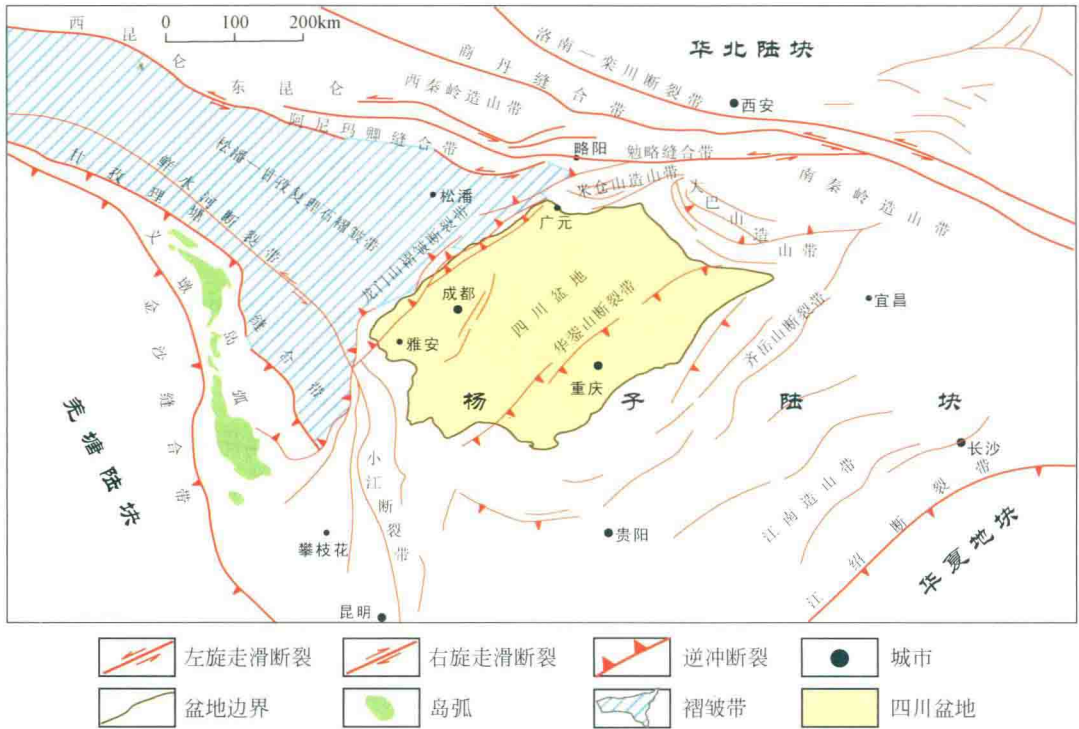 0 100 200km
西昆仑
东昆仑
商丹缝合带
洛南—栾川断裂带
华北陆块
西秦岭造山带
西安
阿尼玛卿缝合带
略阳
勉略缝合带
南秦岭造山带
松潘—甘孜复理石褶皱带
松潘
米仓山造山带
大巴山造山带
鲜水河断裂带
甘孜理塘缝合带
龙门山褶皱断裂带
广元
义敦岛弧
金沙缝合带
成都
四川盆地
华蓥山断裂带
齐岳山断裂带
宜昌
雅安
重庆
杨子陆块
羌塘陆块
小江断裂带
长沙
江南造山带
攀枝花
贵阳
江绍断裂带
华夏地块
昆明
左旋走滑断裂
右旋走滑断裂
逆冲断裂
城市
盆地边界
岛弧
褶皱带
四川盆地